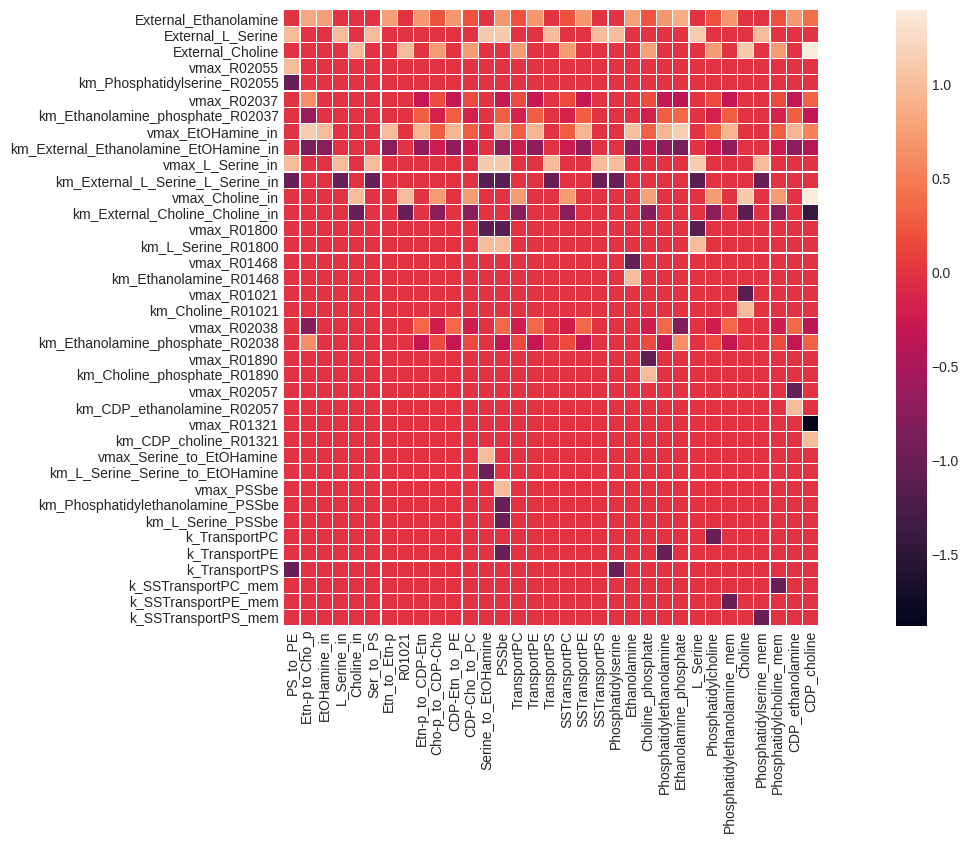 External_Ethanolamine
External_L_Serine
External_Choline
vmax_R02055
km_Phosphatidylserine_R02055
vmax_R02037
km_Ethanolamine_phosphate_R02037
vmax_EtOHamine_in
km_External_Ethanolamine_EtOHamine_in
vmax_L_Serine_in
km_External_L_Serine_L_Serine_in
vmax_Choline_in
km_External_Choline_Choline_in
vmax_R01800
km_L_Serine_R01800
vmax_R01468
km_Ethanolamine_R01468
vmax_R01021
km_Choline_R01021
vmax_R02038
km_Ethanolamine_phosphate_R02038
vmax_R01890
km_Choline_phosphate_R01890
vmax_R02057
km_CDP_ethanolamine_R02057
vmax_R01321
km_CDP_choline_R01321
vmax_Serine_to_EtOHamine
km_L_Serine_Serine_to_EtOHamine
vmax_PSSbe
km_Phosphatidylethanolamine_PSSbe
km_L_Serine_PSSbe
k_TransportPC
k_TransportPE
k_TransportPS
k_SSTransportPC_mem
k_SSTransportPE_mem
k_SSTransportPS_mem
PS_to_PE
Etn-p to Cho_p
EtOHamine_in
L_Serine_in
Choline_in
Ser_to_PS
Etn_to_Etn-p
R01021
Etn-p_to_CDP-Etn
Cho-p_to_CDP-Cho
CDP-Etn_to_PE
CDP-Cho_to_PC
Serine_to_EtOHamine
PSSbe
TransportPC
TransportPE
TransportPS
SSTransportPC
SSTransportPE
SSTransportPS
Phosphatidylserine
Ethanolamine
Choline_phosphate
Phosphatidylethanolamine
Ethanolamine_phosphate
L_Serine
Phosphatidylcholine
Phosphatidylethanolamine_mem
Choline
Phosphatidylserine_mem
Phosphatidylcholine_mem
CDP_ethanolamine
CDP_choline
1.0
0.5
0.0
−0.5
−1.0
−1.5